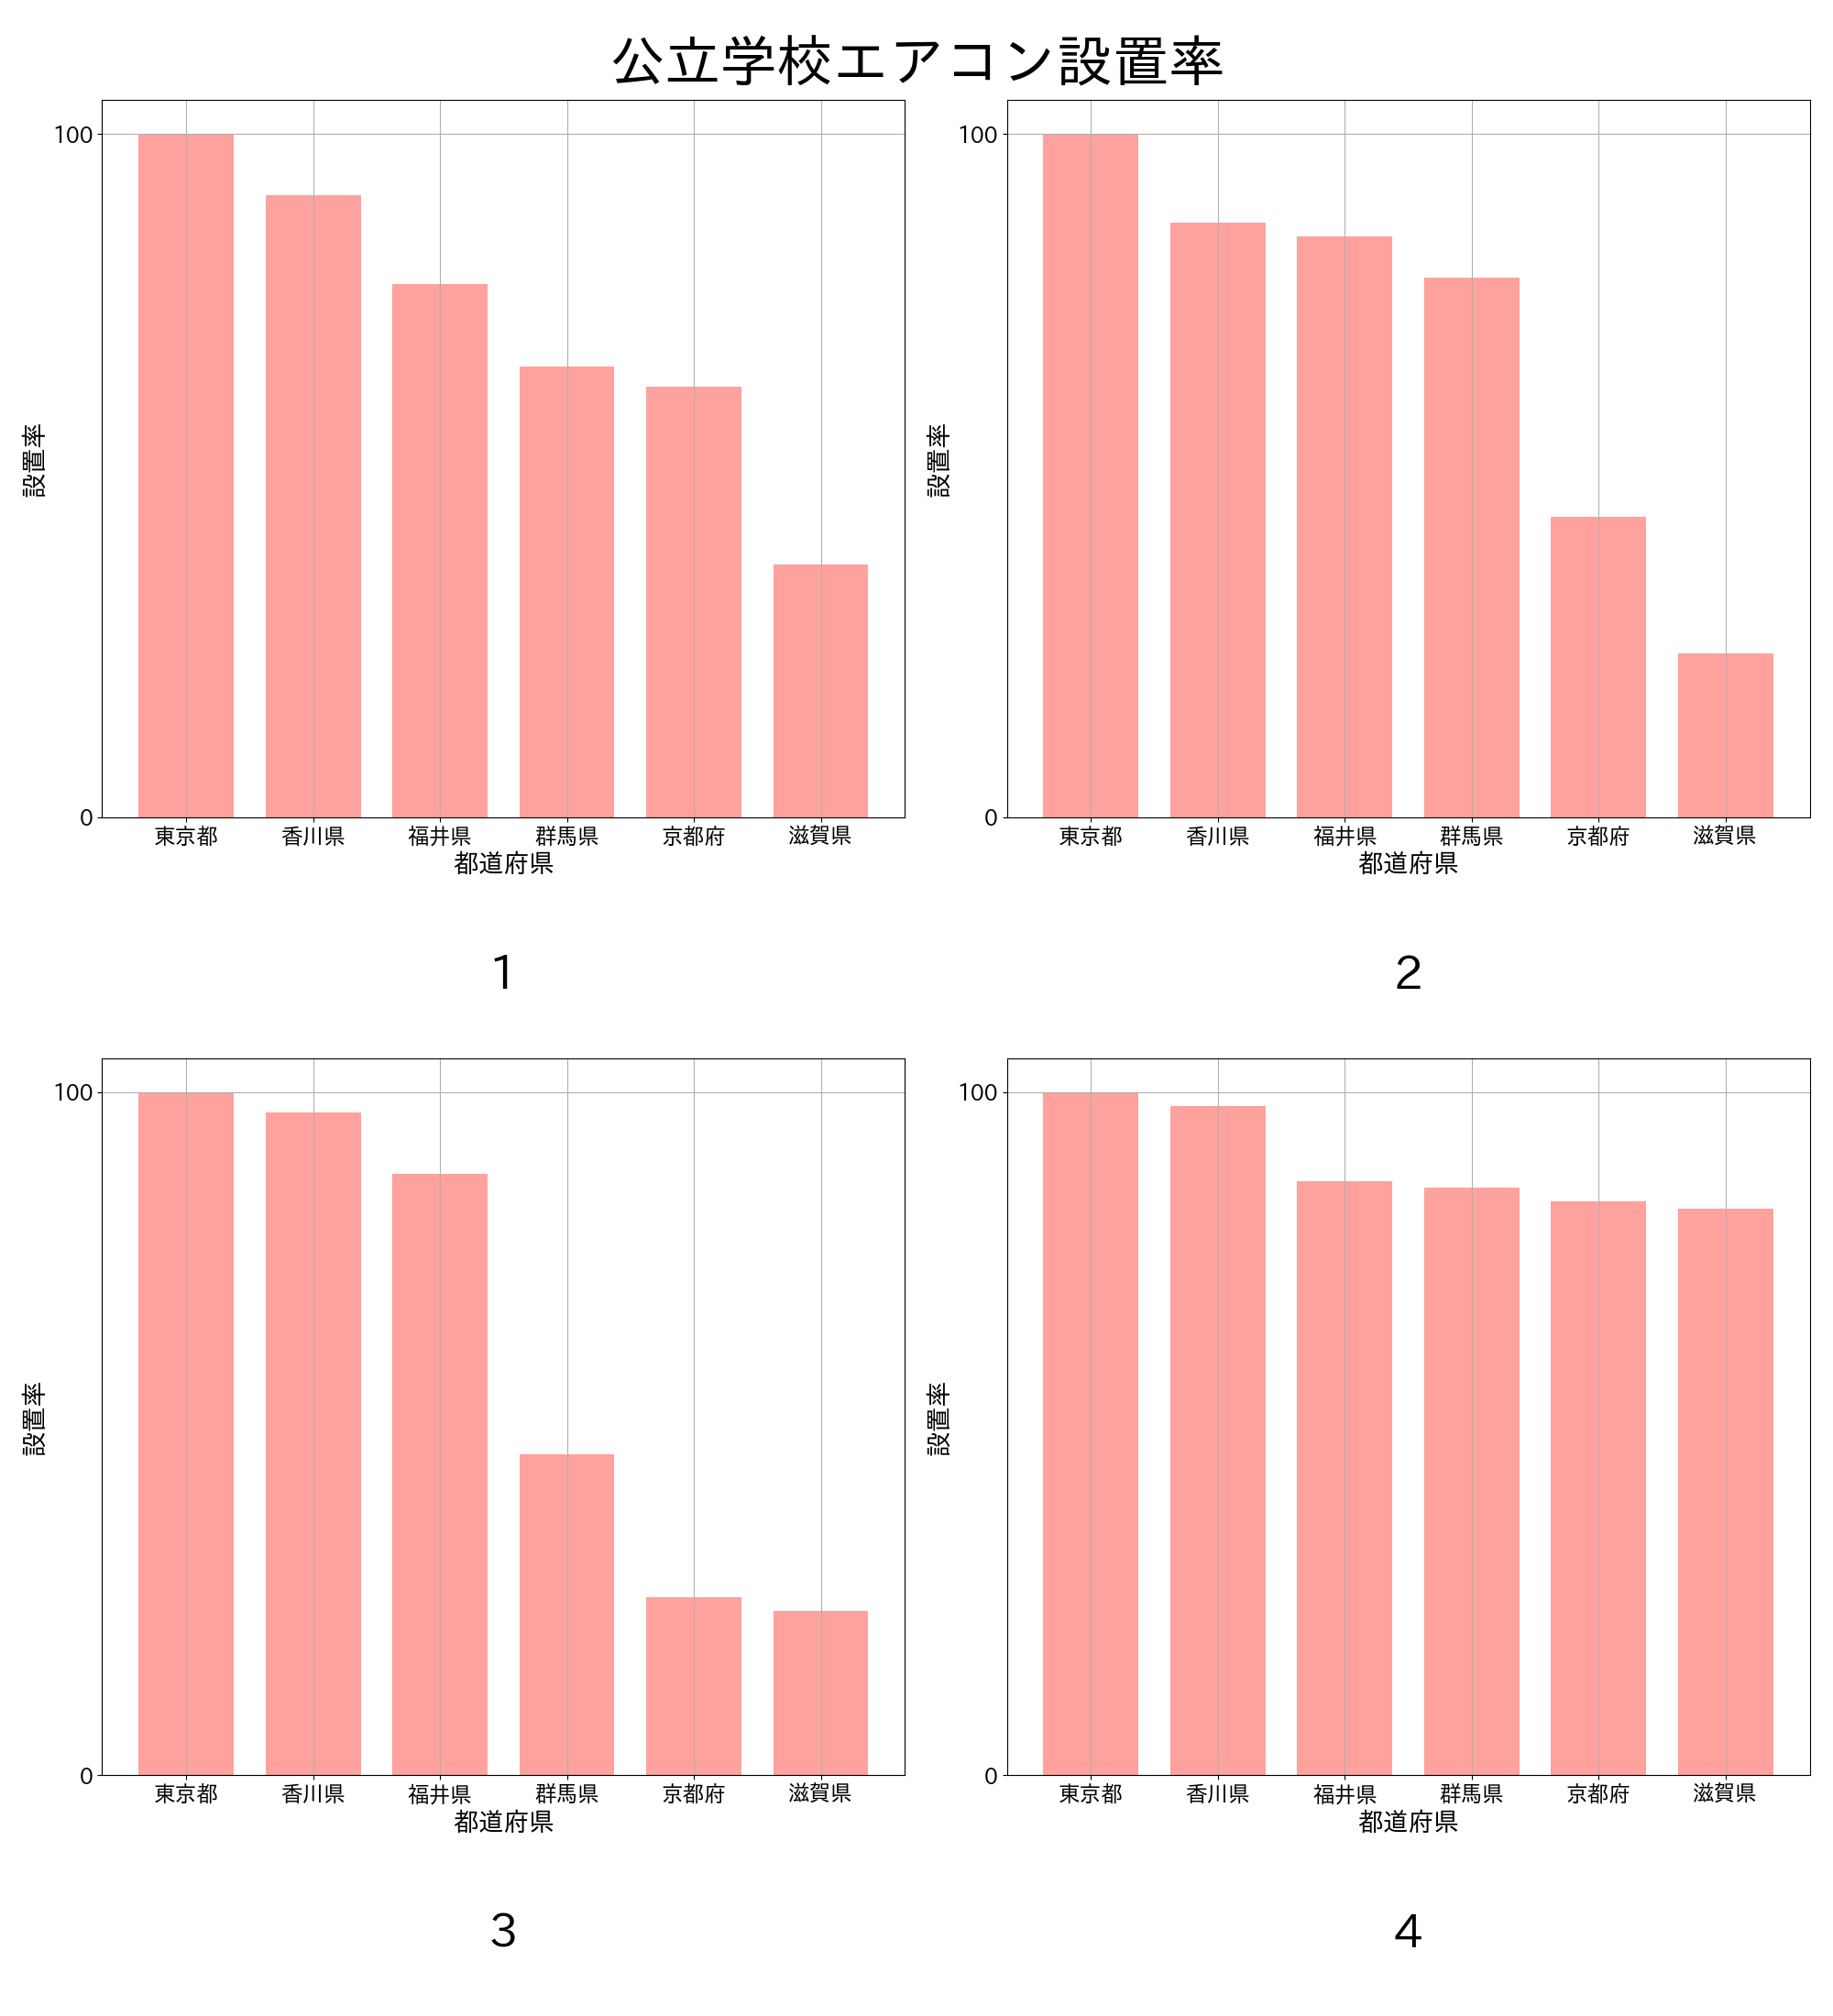 公立学校エアコン設置率
100
0
設置率
東京都 香川県 福井県 群馬県 京都府 滋賀県
都道府県
1
100
0
設置率
東京都 香川県 福井県 群馬県 京都府 滋賀県
都道府県
2
100
0
設置率
東京都 香川県 福井県 群馬県 京都府 滋賀県
都道府県
3
100
0
設置率
東京都 香川県 福井県 群馬県 京都府 滋賀県
都道府県
4